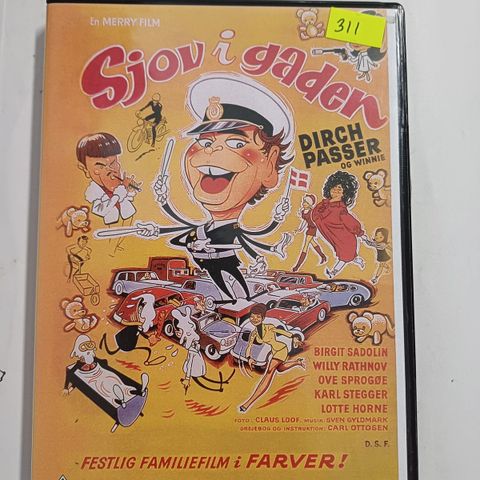 En MERRY FILM
311
Sjov i gaden
DIRCH
PASSER
OG WINNIE
BIRGIT SADOLIN
WILLY RATHNOV
OVE SPROGØE
KARL STEGGER
LOTTE HORNE
FOTO: CLAUS LOOF. MUSIK: SVEN GYLDMARK
DREJEBOG OG INSTRUKTION: CARL OTTOSEN
D. S. F.
FESTLIG FAMILIEFILM i FARVER!